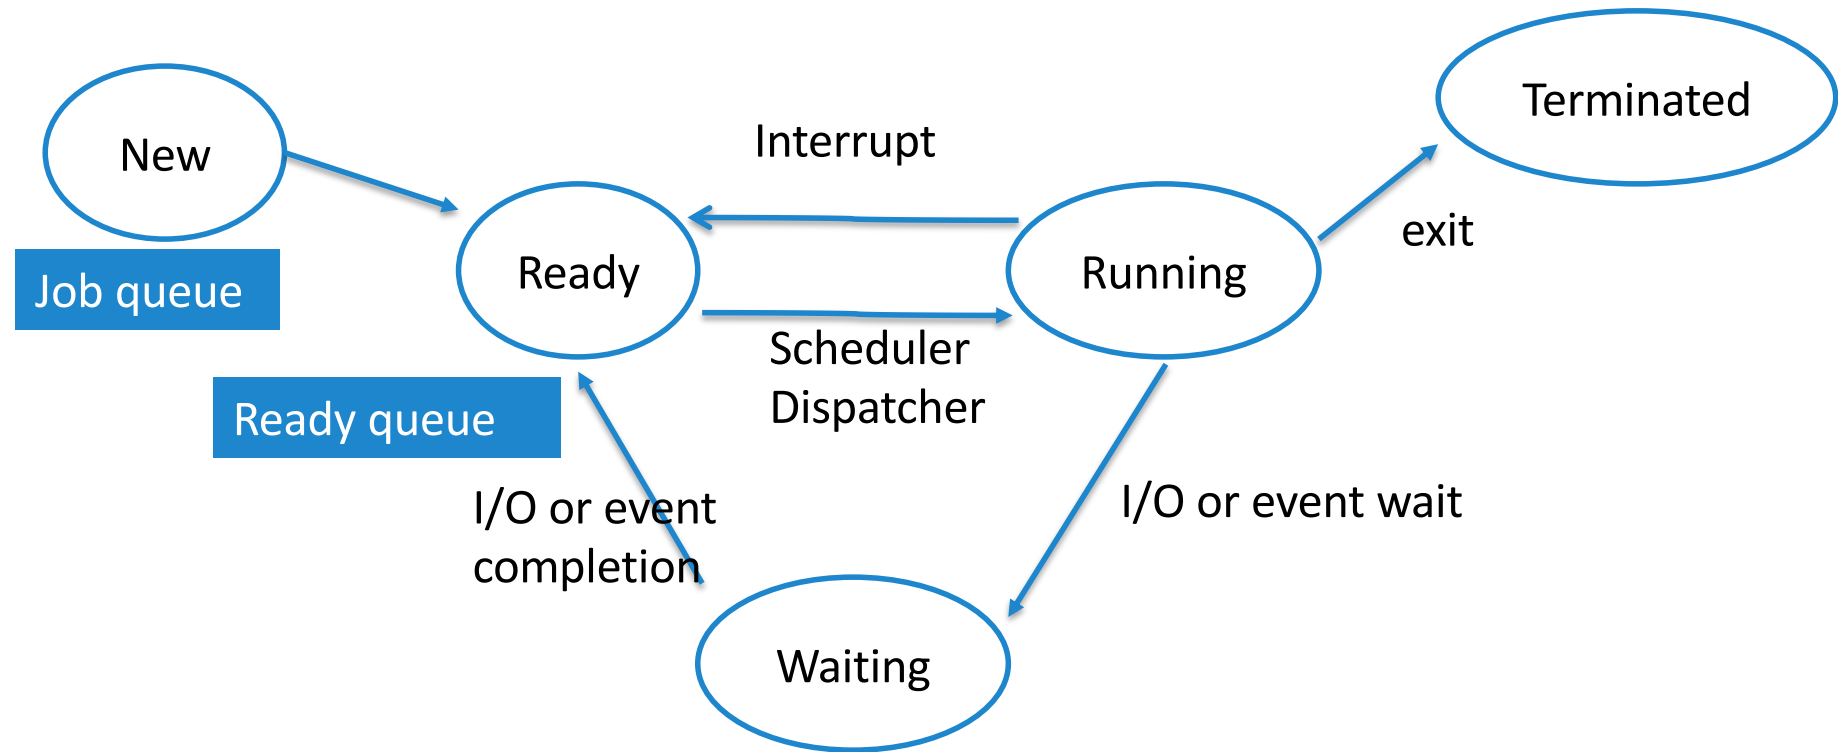 New
Job queue
Ready
Ready queue
Interrupt
Scheduler
Dispatcher
Running
Terminated
exit
I/O or event
completion
I/O or event wait
Waiting